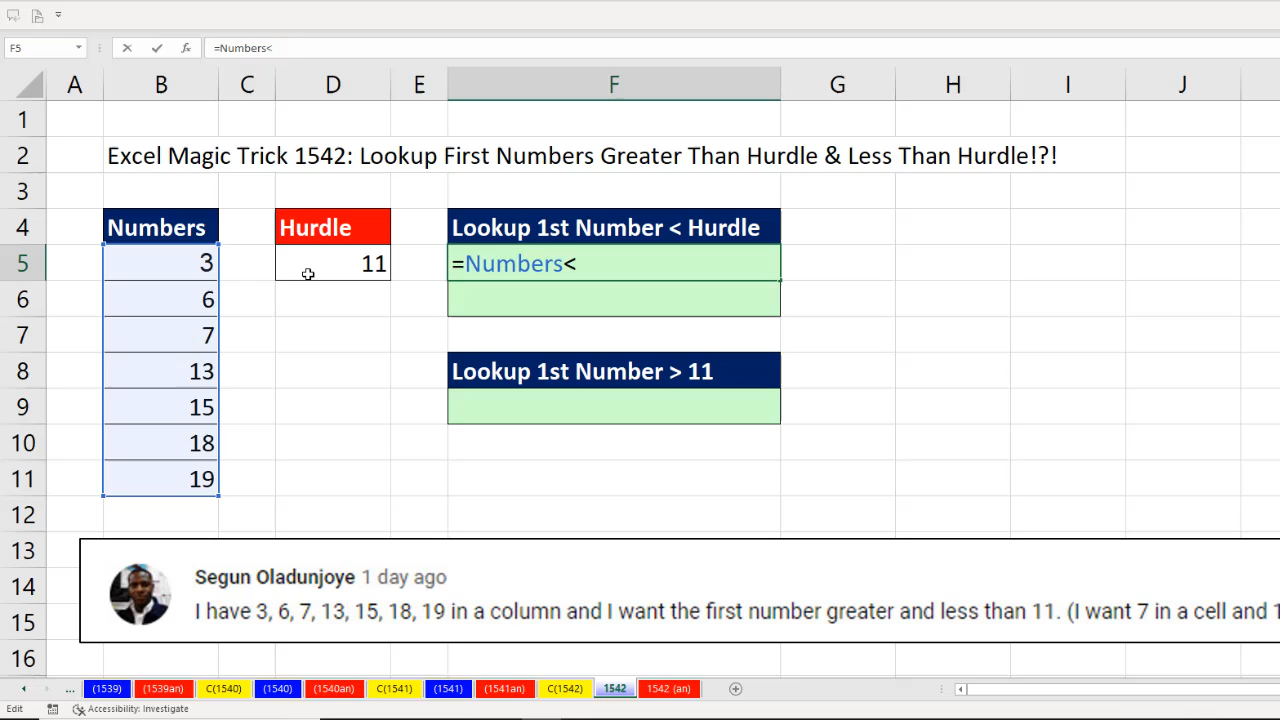 F5
fx
=Numbers<
A B C D E F G H I J
1
2 Excel Magic Trick 1542: Lookup First Numbers Greater Than Hurdle & Less Than Hurdle!?!
3
4 Numbers Hurdle Lookup 1st Number < Hurdle
5 3 11 =Numbers<
6 6
7 7
8 13 Lookup 1st Number > 11
9 15
10 18
11 19
12
13
14 Segun Oladunjoye 1 day ago
15 I have 3, 6, 7, 13, 15, 18, 19 in a column and I want the first number greater and less than 11. (I want 7 in a cell and 1
16
... (1539) (1539an) C(1540) (1540) (1540an) C(1541) (1541) (1541an) C(1542) 1542 1542 (an)
Edit Accessibility: Investigate